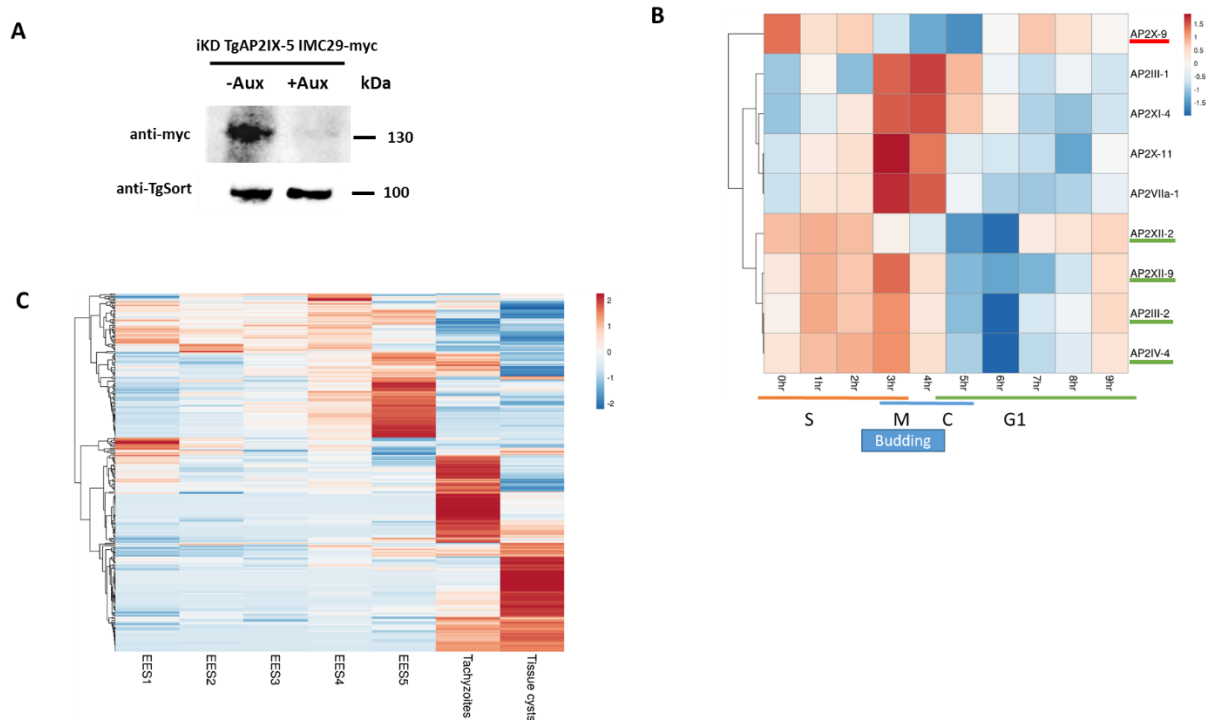 A
iKD TgAP2IX-5 IMC29-myc
-Aux +Aux kDa
anti-myc 130
anti-TgSort 100
B
1.5
1
0.5
0
-0.5
-1
-1.5
AP2X-9
AP2III-1
AP2XI-4
AP2X-11
AP2VIIa-1
AP2XII-2
AP2XII-9
AP2III-2
AP2IV-4
0hr 1hr 2hr 3hr 4hr 5hr 6hr 7hr 8hr 9hr
S M C G1
Budding
C
2
1
0
-1
-2
EES1 EES2 EES3 EES4 EES5 Tachyzoites Tissue cysts